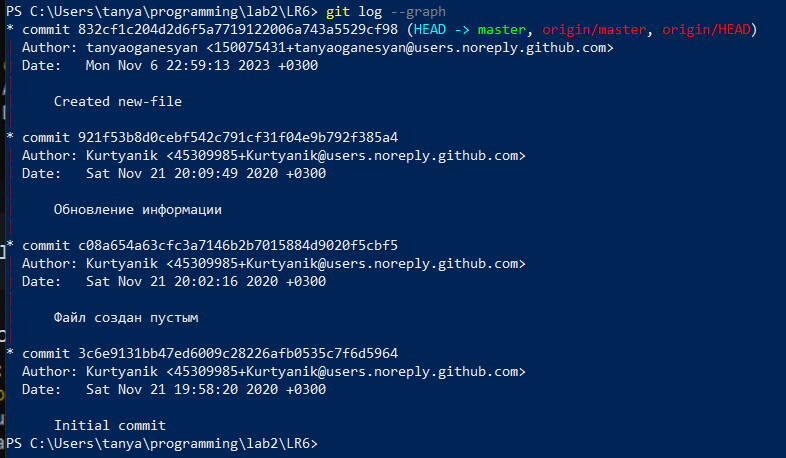 PS C:\Users\tanya\programming\lab2\LR6> git log --graph
* commit 832cf1c204d2d6f5a7719122006a743a5529cf98 (HEAD -> master, origin/master, origin/HEAD)
Author: tanyaoganesyan <150075431+tanyaoganesyan@users.noreply.github.com>
Date:   Mon Nov 6 22:59:13 2023 +0300
Created new-file
* commit 921f53b8d0cebf542c791cf31f04e9b792f385a4
Author: Kurtyanik <45309985+Kurtyanik@users.noreply.github.com>
Date:   Sat Nov 21 20:09:49 2020 +0300
Обновление информации
* commit c08a654a63cfc3a7146b2b7015884d9020f5cbf5
Author: Kurtyanik <45309985+Kurtyanik@users.noreply.github.com>
Date:   Sat Nov 21 20:02:16 2020 +0300
Файл создан пустым
* commit 3c6e9131bb47ed6009c28226afb0535c7f6d5964
Author: Kurtyanik <45309985+Kurtyanik@users.noreply.github.com>
Date:   Sat Nov 21 19:58:20 2020 +0300
Initial commit
PS C:\Users\tanya\programming\lab2\LR6>